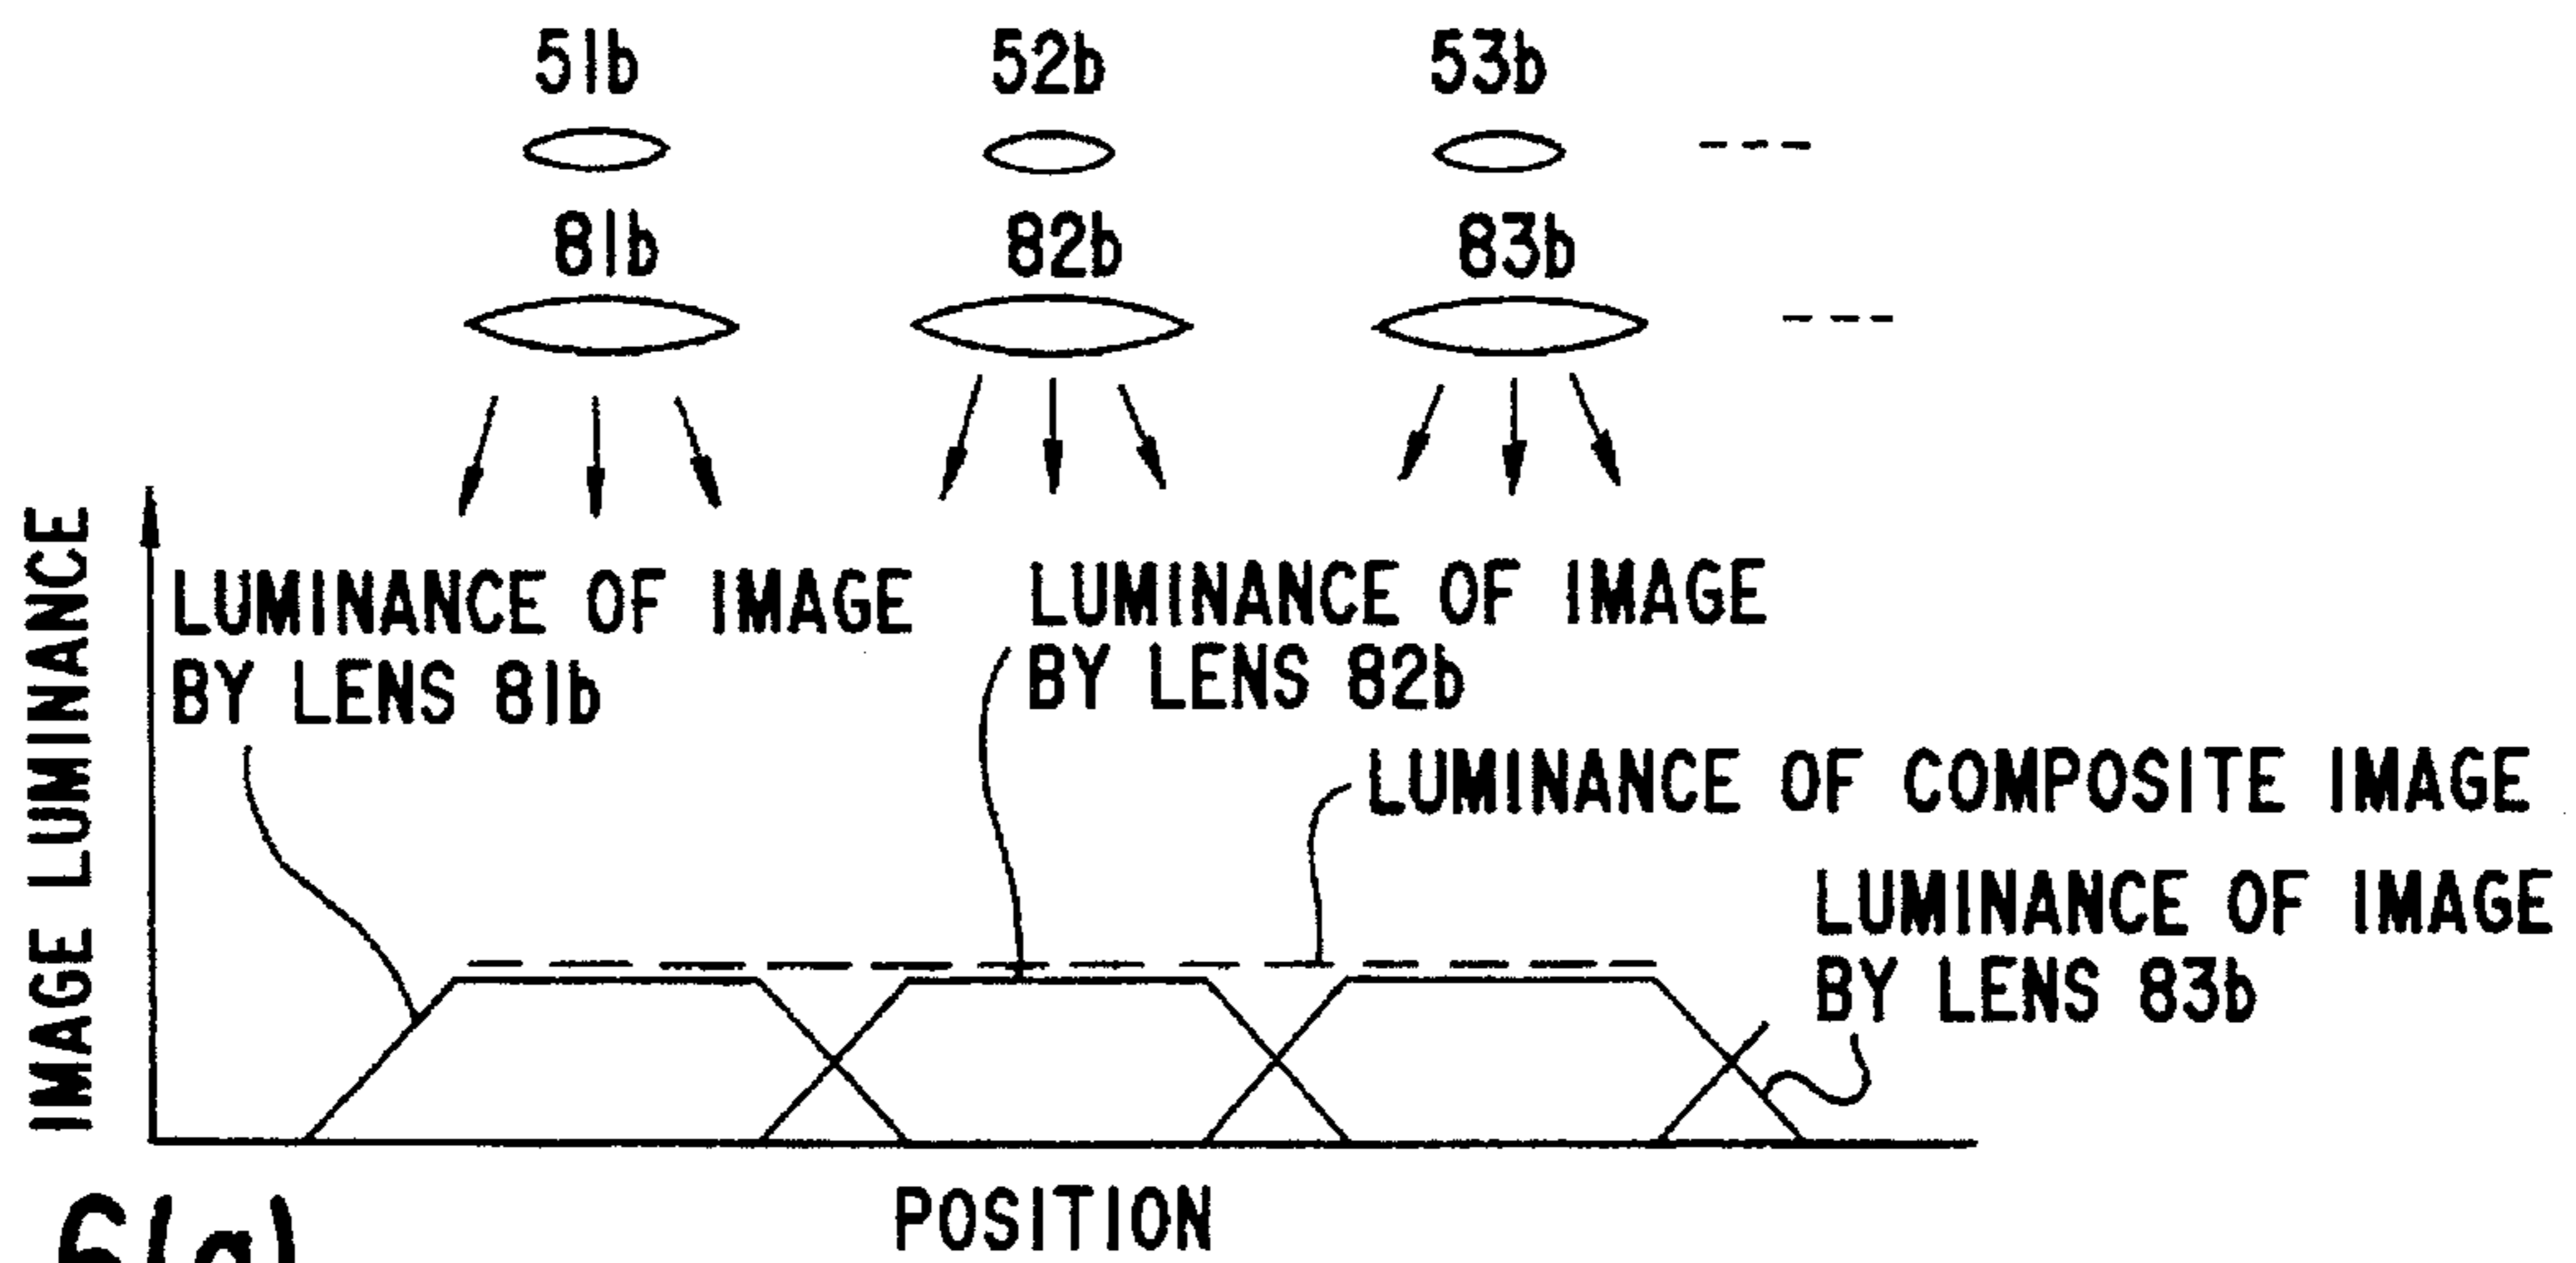 51b 52b 53b
81b 82b 83b
IMAGE LUMINANCE
LUMINANCE OF IMAGE
BY LENS 81b
LUMINANCE OF IMAGE
BY LENS 82b
LUMINANCE OF COMPOSITE IMAGE
LUMINANCE OF IMAGE
BY LENS 83b
POSITION
6(a)